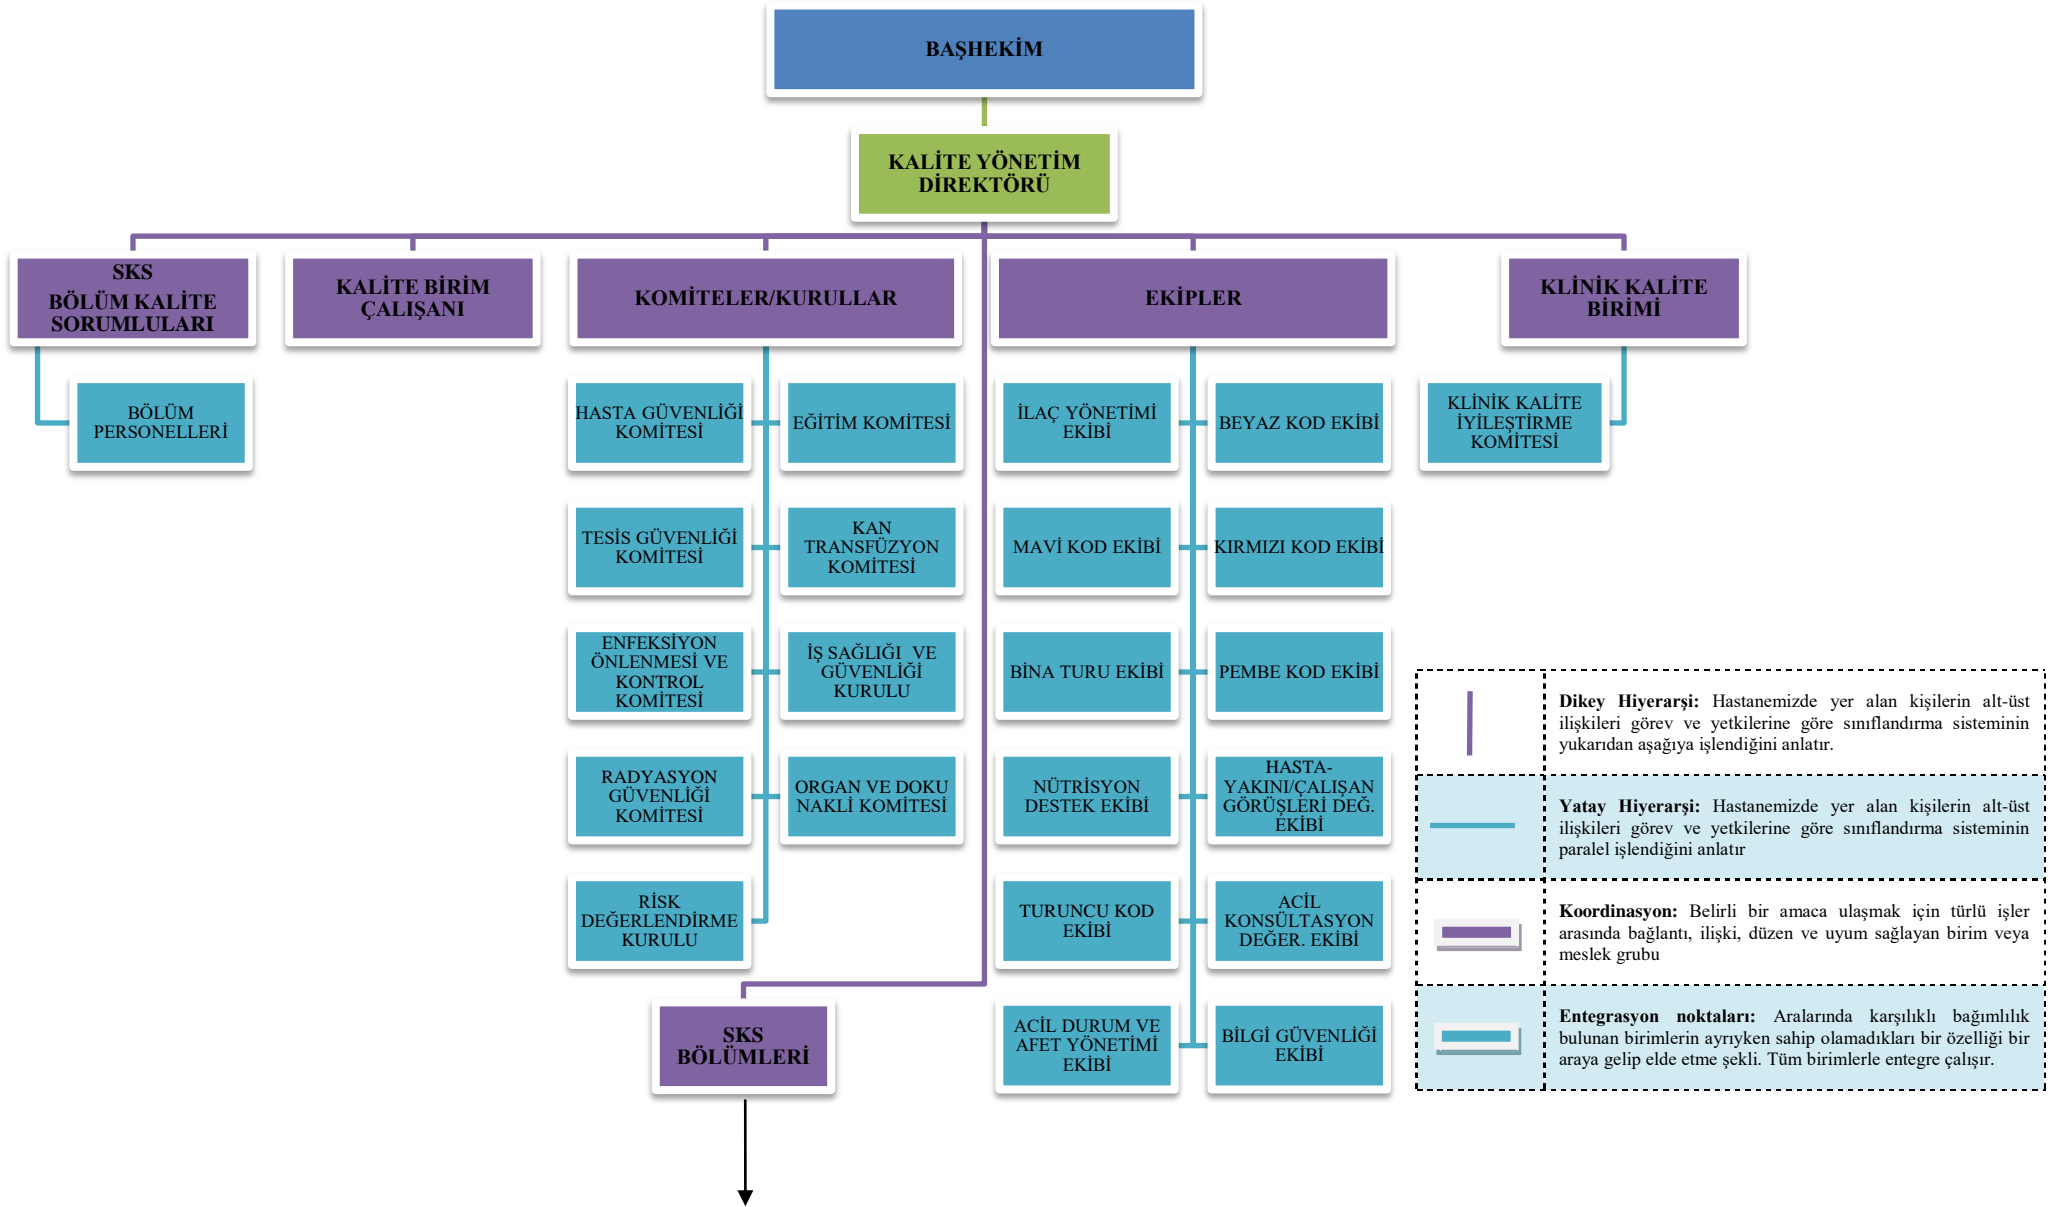 BAŞHEKİM
KALİTE YÖNETİM
DİREKTÖRÜ
SKS
BÖLÜM KALİTE
SORUMLULARI
KALİTE BİRİM
ÇALIŞANI
KOMİTELER/KURULLAR
EKİPLER
KLİNİK KALİTE
BİRİMİ
BÖLÜM
PERSONELLERİ
HASTA GÜVENLİĞİ
KOMİTESİ
EĞİTİM KOMİTESİ
İLAÇ YÖNETİMİ
EKİBİ
BEYAZ KOD EKİBİ
KLİNİK KALİTE
İYİLEŞTİRME
KOMİTESİ
TESİS GÜVENLİĞİ
KOMİTESİ
KAN
TRANSFÜZYON
KOMİTESİ
MAVİ KOD EKİBİ
KIRMIZI KOD EKİBİ
ENFEKSİYON
ÖNLENMESİ VE
KONTROL
KOMİTESİ
İŞ SAĞLIĞI  VE
GÜVENLİĞİ
KURULU
BİNA TURU EKİBİ
PEMBE KOD EKİBİ
RADYASYON
GÜVENLİĞİ
KOMİTESİ
ORGAN VE DOKU
NAKLİ KOMİTESİ
NÜTRİSYON
DESTEK EKİBİ
HASTA-
YAKINI/ÇALIŞAN
GÖRÜŞLERİ DEĞ.
EKİBİ
RİSK
DEĞERLENDİRME
KURULU
TURUNCU KOD
EKİBİ
ACİL
KONSÜLTASYON
DEĞER. EKİBİ
SKS
BÖLÜMLERİ
ACİL DURUM VE
AFET YÖNETİMİ
EKİBİ
BİLGİ GÜVENLİĞİ
EKİBİ
Dikey Hiyerarşi: Hastanemizde yer alan kişilerin alt-üst
ilişkileri görev ve yetkilerine göre sınıflandırma sisteminin
yukarıdan aşağıya işlendiğini anlatır.
Yatay Hiyerarşi: Hastanemizde yer alan kişilerin alt-üst
ilişkileri görev ve yetkilerine göre sınıflandırma sisteminin
paralel işlendiğini anlatır
Koordinasyon: Belirli bir amaca ulaşmak için türlü işler
arasında bağlantı, ilişki, düzen ve uyum sağlayan birim veya
meslek grubu
Entegrasyon noktaları: Aralarında karşılıklı bağımlılık
bulunan birimlerin ayrıyken sahip olamadıkları bir özelliği bir
araya gelip elde etme şekli. Tüm birimlerle entegre çalışır.